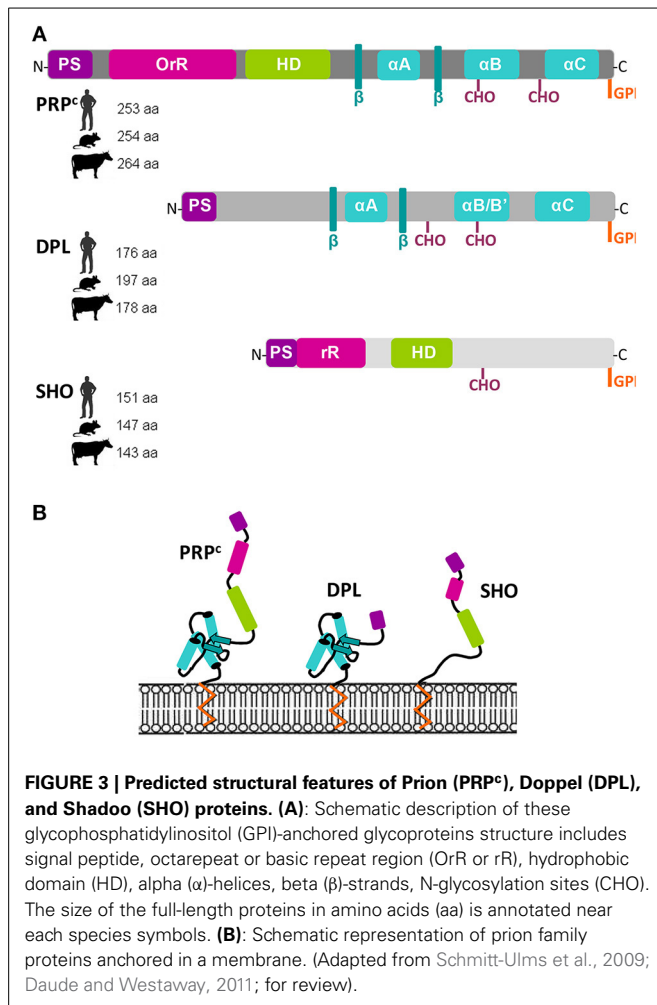 A
N- PS OrR HD αA αB αC -C
β β CHO CHO GPI
PRPᶜ
253 aa
254 aa
264 aa
N- PS αA αB/B’ αC -C
β β CHO CHO GPI
DPL
176 aa
197 aa
178 aa
N- PS rR HD -C
CHO GPI
SHO
151 aa
147 aa
143 aa
B
PRPᶜ DPL SHO
FIGURE 3 | Predicted structural features of Prion (PRPᶜ), Doppel (DPL),
and Shadoo (SHO) proteins. (A): Schematic description of these
glycophosphatidylinositol (GPI)-anchored glycoproteins structure includes
signal peptide, octarepeat or basic repeat region (OrR or rR), hydrophobic
domain (HD), alpha (α)-helices, beta (β)-strands, N-glycosylation sites (CHO).
The size of the full-length proteins in amino acids (aa) is annotated near
each species symbols. (B): Schematic representation of prion family
proteins anchored in a membrane. (Adapted from Schmitt-Ulms et al., 2009;
Daude and Westaway, 2011; for review).